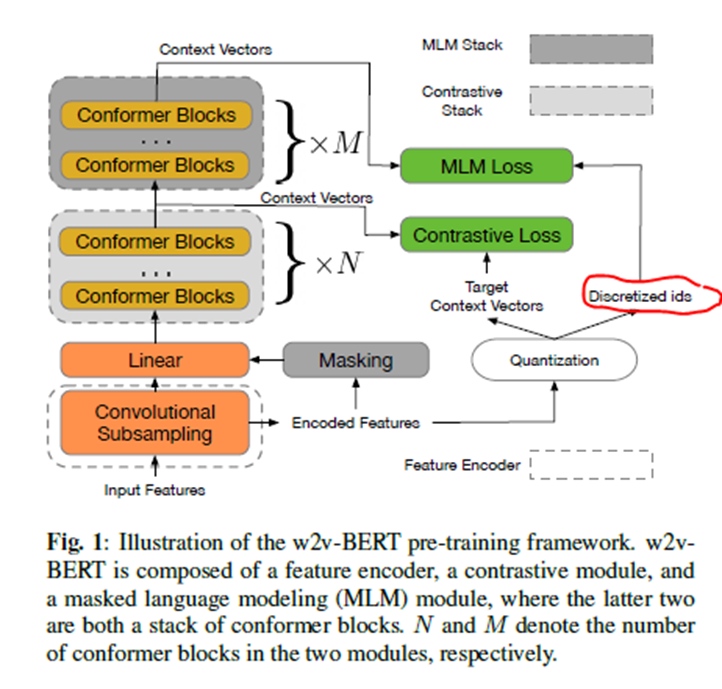 Context Vectors
MLM Stack
Contrastive
Stack
Conformer Blocks
...
Conformer Blocks
×M
MLM Loss
Context Vectors
Conformer Blocks
...
Conformer Blocks
×N
Contrastive Loss
Target
Context Vectors
Discretized ids
Linear
Masking
Quantization
Convolutional
Subsampling
Encoded Features
Feature Encoder
Input Features
Fig. 1: Illustration of the w2v-BERT pre-training framework. w2v-
BERT is composed of a feature encoder, a contrastive module, and
a masked language modeling (MLM) module, where the latter two
are both a stack of conformer blocks. N and M denote the number
of conformer blocks in the two modules, respectively.